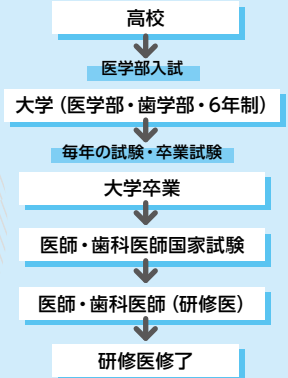 高校
医学部入試
大学（医学部・歯学部・6年制）
毎年の試験・卒業試験
大学卒業
医師・歯科医師国家試験
医師・歯科医師（研修医）
研修医修了